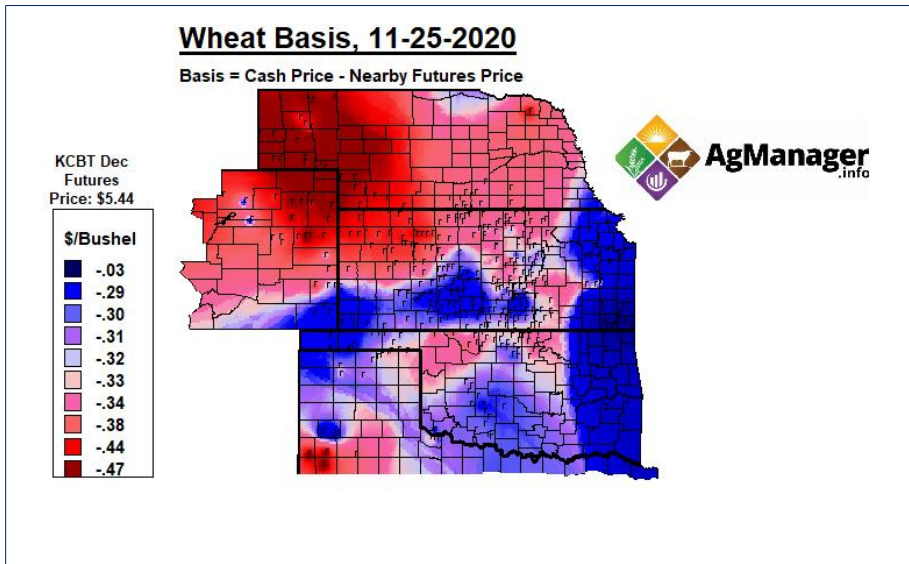 Wheat Basis, 11-25-2020
Basis = Cash Price - Nearby Futures Price
AgManager
.info
KCBT Dec
Futures
Price: $5.44
$/Bushel
-.03
-.29
-.30
-.31
-.32
-.33
-.34
-.38
-.44
-.47